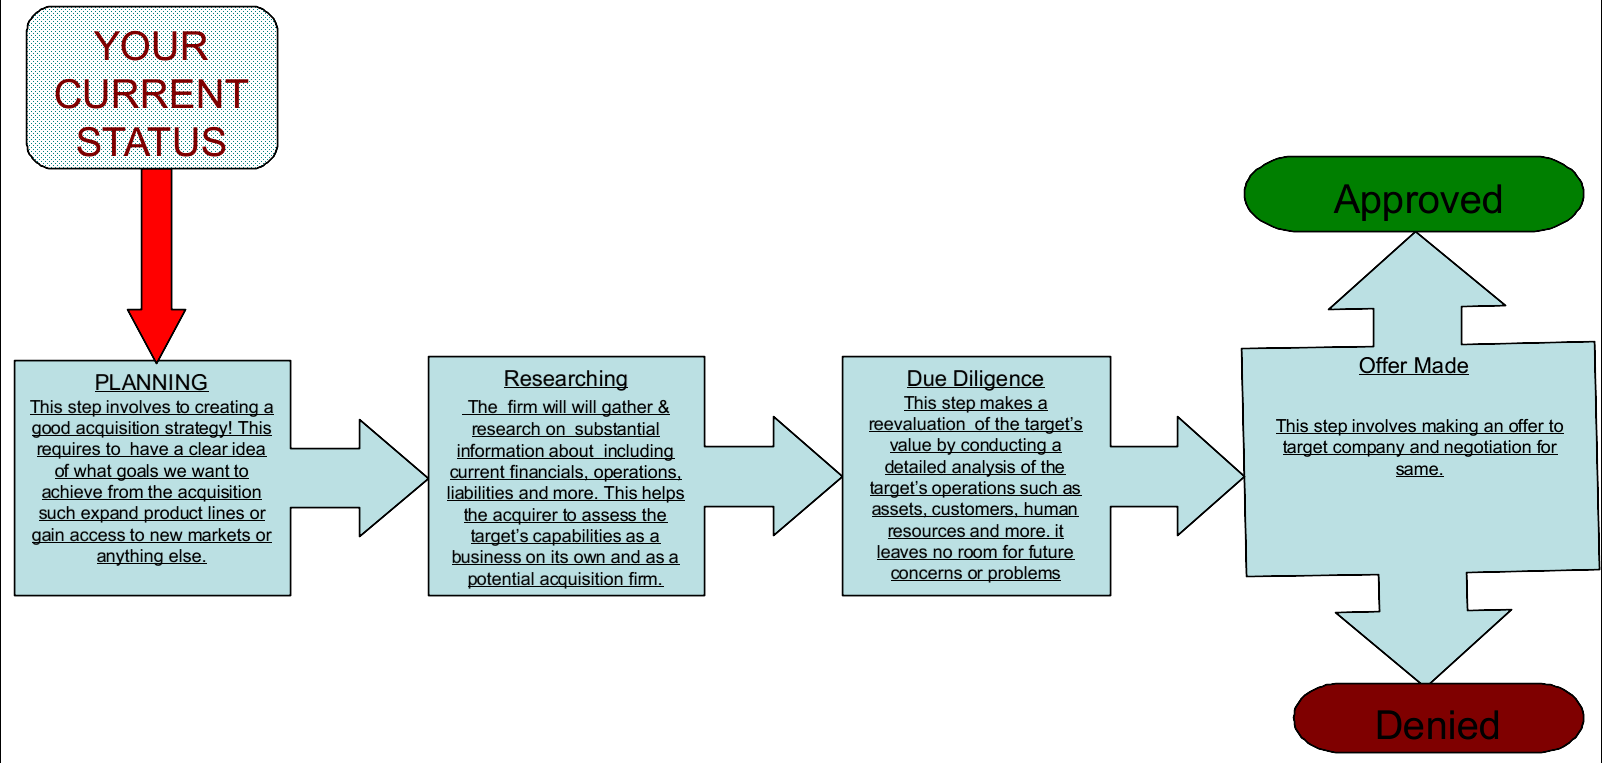 YOUR
CURRENT
STATUS
Approved
PLANNING
This step involves to creating a
good acquisition strategy! This
requires to  have a clear idea
of what goals we want to
achieve from the acquisition
such expand product lines or
gain access to new markets or
anything else.
Researching
The  firm will will gather &
research on  substantial
information about  including
current financials, operations,
liabilities and more. This helps
the acquirer to assess the
target's capabilities as a
business on its own and as a
potential acquisition firm.
Due Diligence
This step makes a
reevaluation  of the target's
value by conducting a
detailed analysis of the
target's operations such as
assets, customers, human
resources and more. it
leaves no room for future
concerns or problems
Offer Made
This step involves making an offer to
target company and negotiation for
same.
Denied